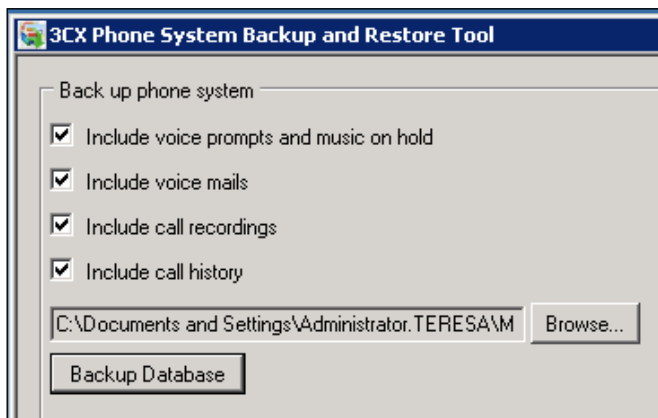 3CX Phone System Backup and Restore Tool
Back up phone system
Include voice prompts and music on hold
Include voice mails
Include call recordings
Include call history
C:\Documents and Settings\Administrator.TERESA\M Browse...
Backup Database